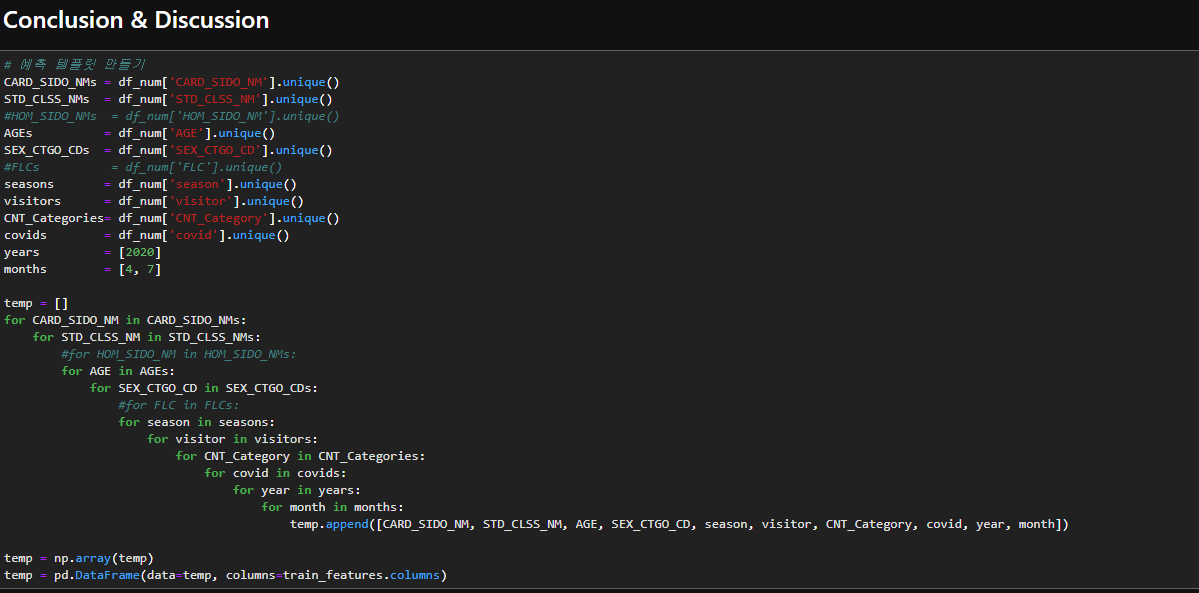 Conclusion & Discussion
# 예측 템플릿 만들기
CARD_SIDO_NMs = df_num['CARD_SIDO_NM'].unique()
STD_CLSS_NMs  = df_num['STD_CLSS_NM'].unique()
#HOM_SIDO_NMs  = df_num['HOM_SIDO_NM'].unique()
AGEs          = df_num['AGE'].unique()
SEX_CTGO_CDs  = df_num['SEX_CTGO_CD'].unique()
#FLCs          = df_num['FLC'].unique()
seasons       = df_num['season'].unique()
visitors      = df_num['visitor'].unique()
CNT_Categories= df_num['CNT_Category'].unique()
covids        = df_num['covid'].unique()
years         = [2020]
months        = [4, 7]

temp = []
for CARD_SIDO_NM in CARD_SIDO_NMs:
    for STD_CLSS_NM in STD_CLSS_NMs:
        #for HOM_SIDO_NM in HOM_SIDO_NMs:
        for AGE in AGEs:
            for SEX_CTGO_CD in SEX_CTGO_CDs:
                #for FLC in FLCs:
                for season in seasons:
                    for visitor in visitors:
                        for CNT_Category in CNT_Categories:
                            for covid in covids:
                                for year in years:
                                    for month in months:
                                        temp.append([CARD_SIDO_NM, STD_CLSS_NM, AGE, SEX_CTGO_CD, season, visitor, CNT_Category, covid, year, month])

temp = np.array(temp)
temp = pd.DataFrame(data=temp, columns=train_features.columns)